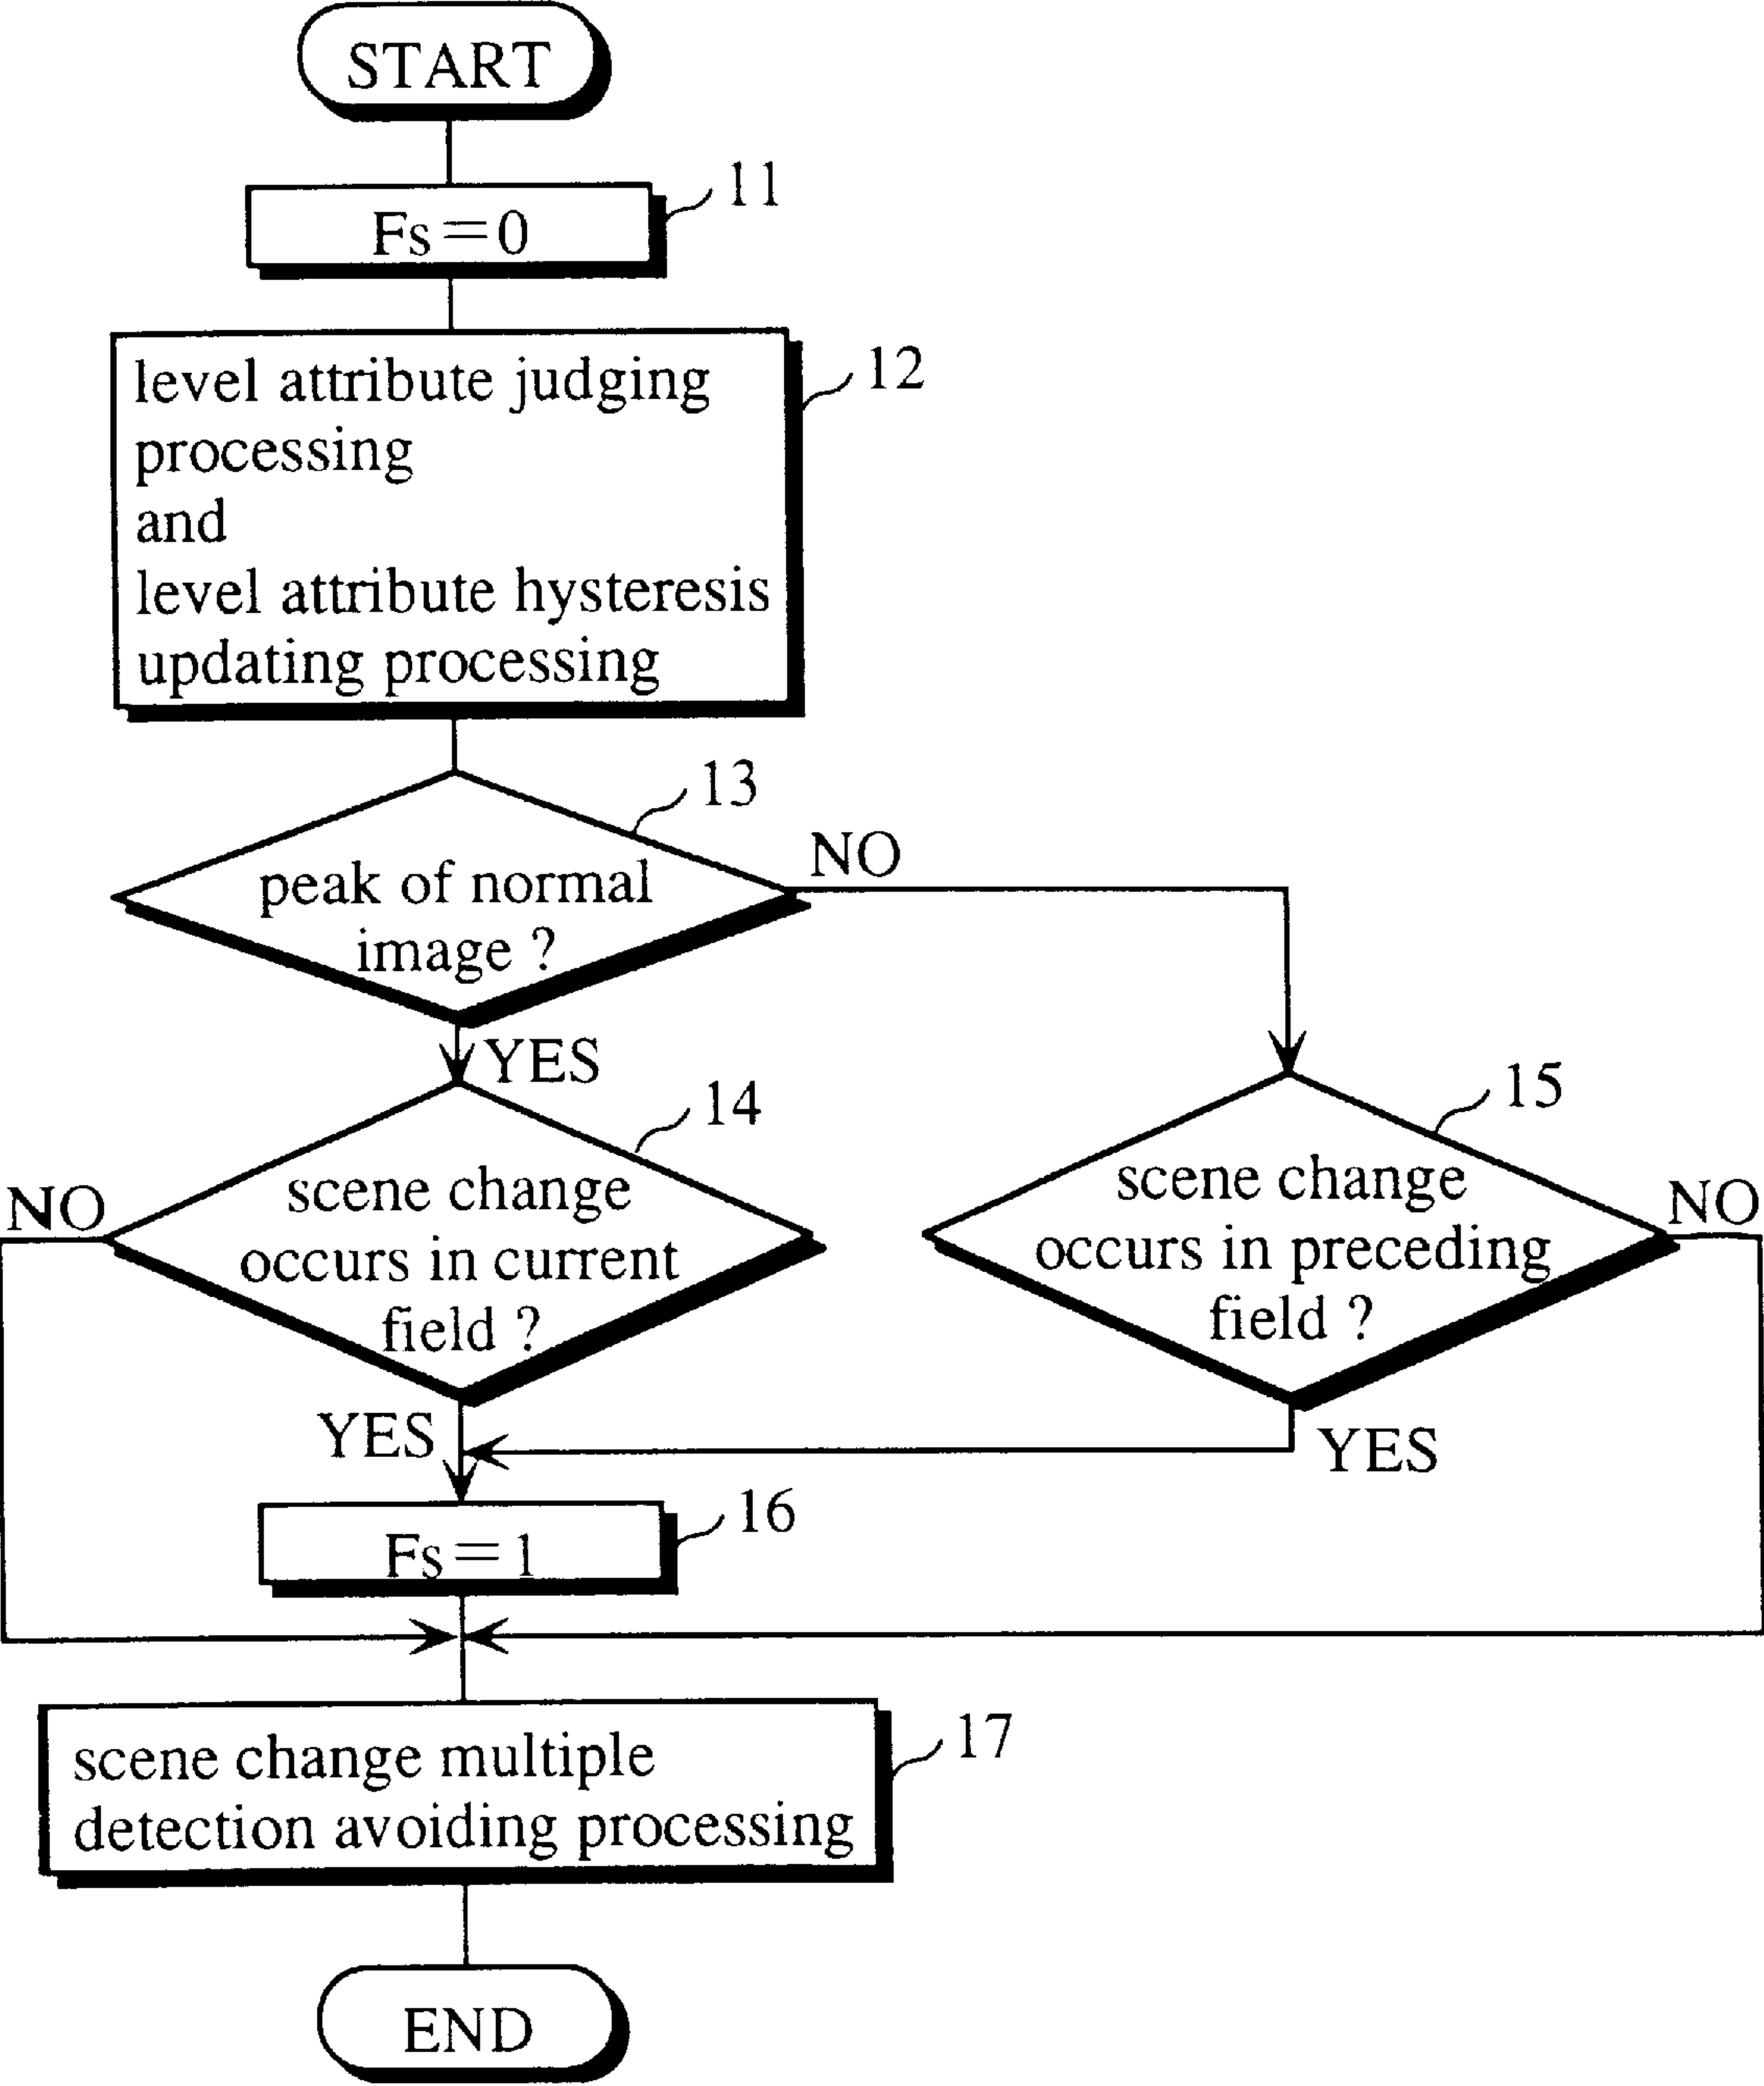 START
11
Fs=0
12
level attribute judging
processing
and
level attribute hysteresis
updating processing
13
NO
peak of normal
image ?
YES
14
15
NO
scene change
occurs in current
field ?
scene change
occurs in preceding
field ?
NO
YES
YES
16
Fs=1
17
scene change multiple
detection avoiding processing
END